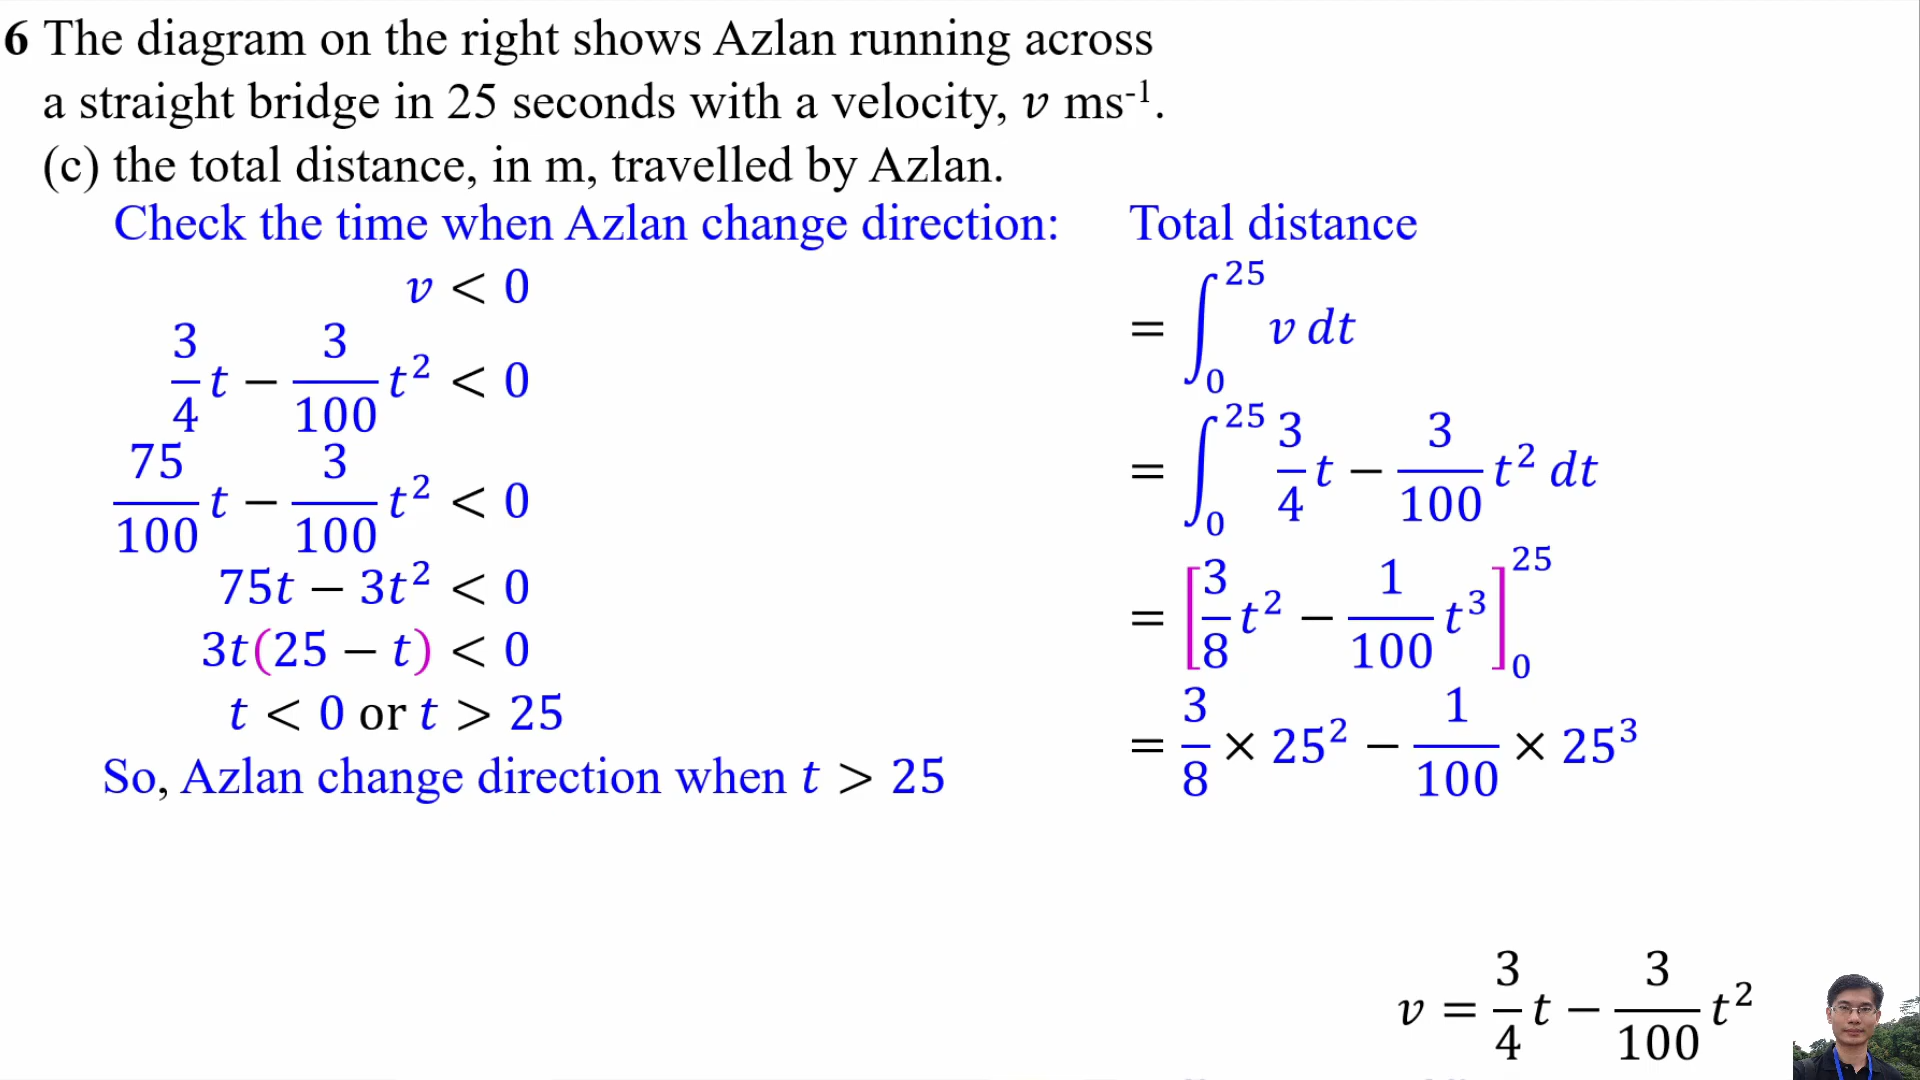 6 The diagram on the right shows Azlan running across
a straight bridge in 25 seconds with a velocity, v ms⁻¹.
(c) the total distance, in m, travelled by Azlan.
Check the time when Azlan change direction:
v < 0
3/4 t − 3/100 t² < 0
75/100 t − 3/100 t² < 0
75t − 3t² < 0
3t(25 − t) < 0
t < 0 or t > 25
So, Azlan change direction when t > 25
Total distance
= ∫₀²⁵ v dt
= ∫₀²⁵ 3/4 t − 3/100 t² dt
= [3/8 t² − 1/100 t³]₀²⁵
= 3/8 × 25² − 1/100 × 25³
v = 3/4 t − 3/100 t²